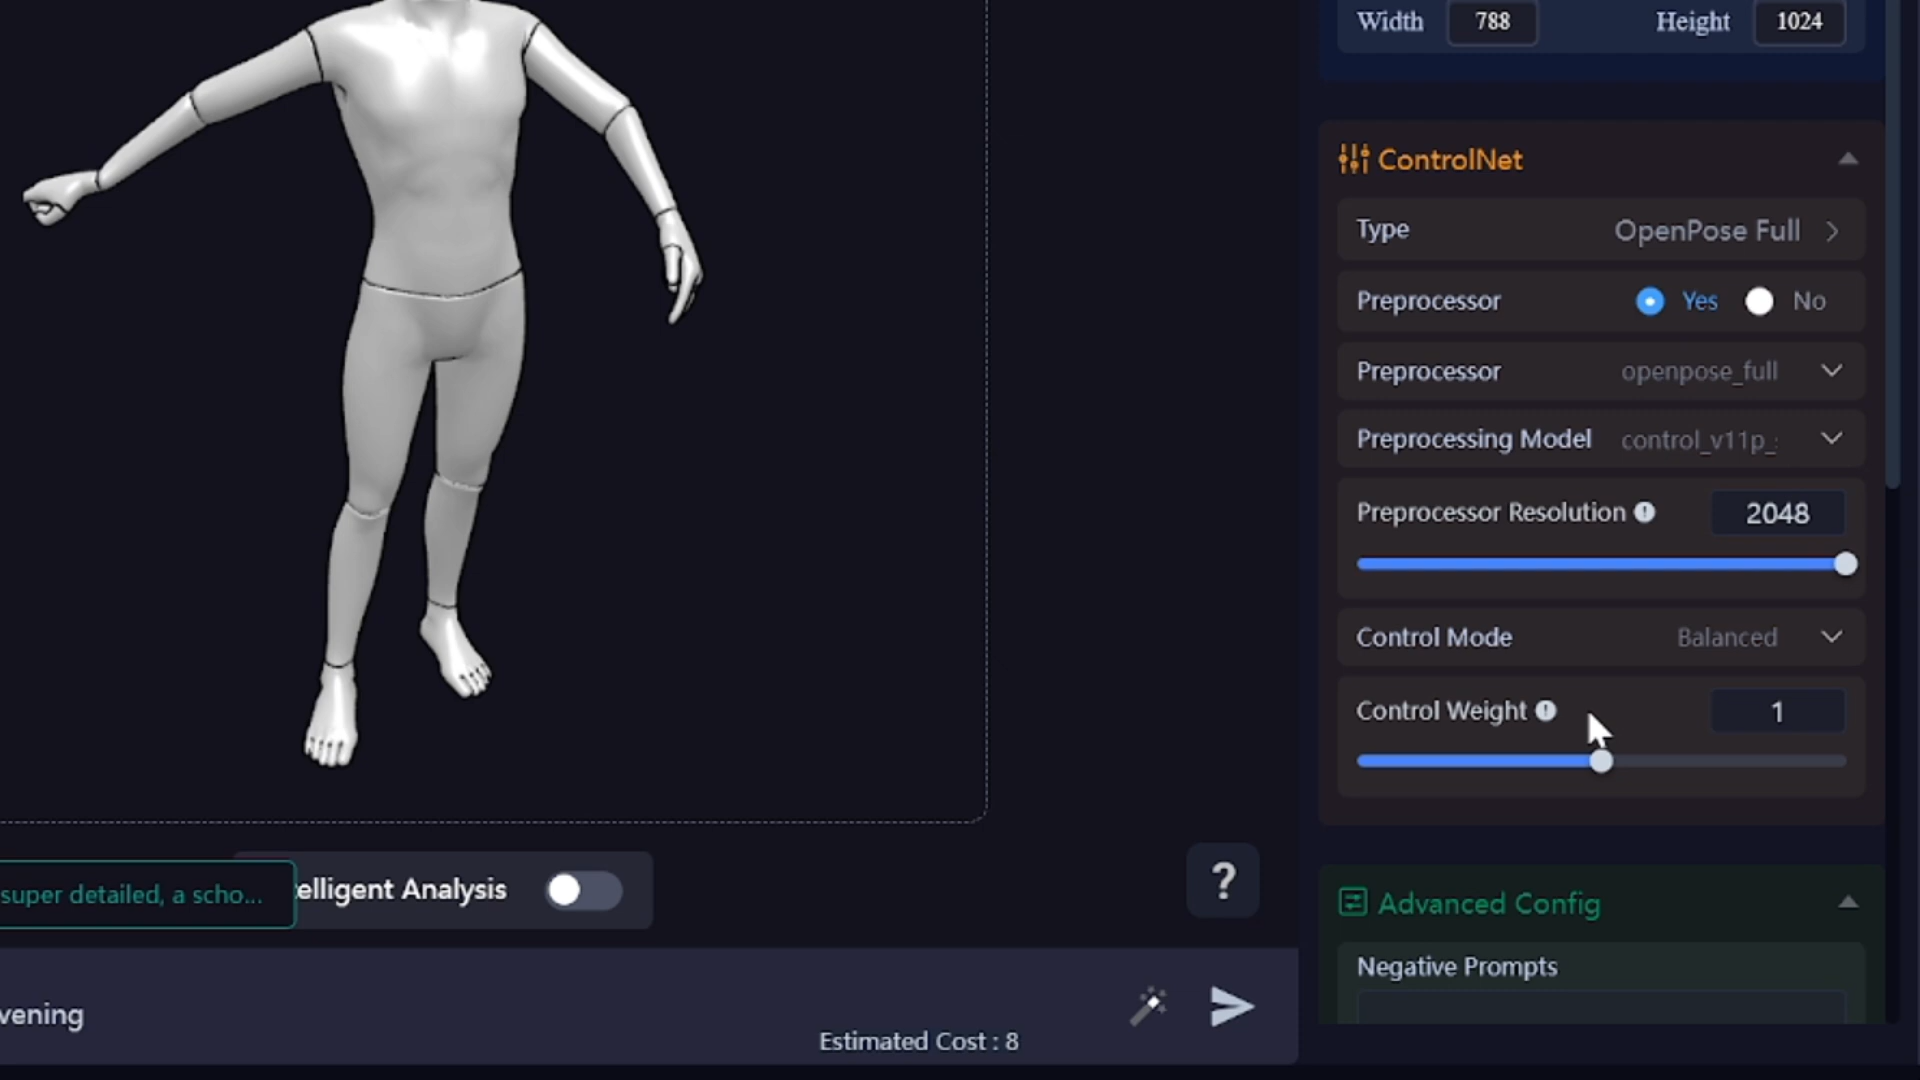 Width 788 Height 1024
ControlNet
Type OpenPose Full
Preprocessor Yes No
Preprocessor openpose_full
Preprocessing Model control_v11p_
Preprocessor Resolution 2048
Control Mode Balanced
Control Weight 1
super detailed, a scho...
elligent Analysis
?
Advanced Config
Negative Prompts
vening
Estimated Cost : 8